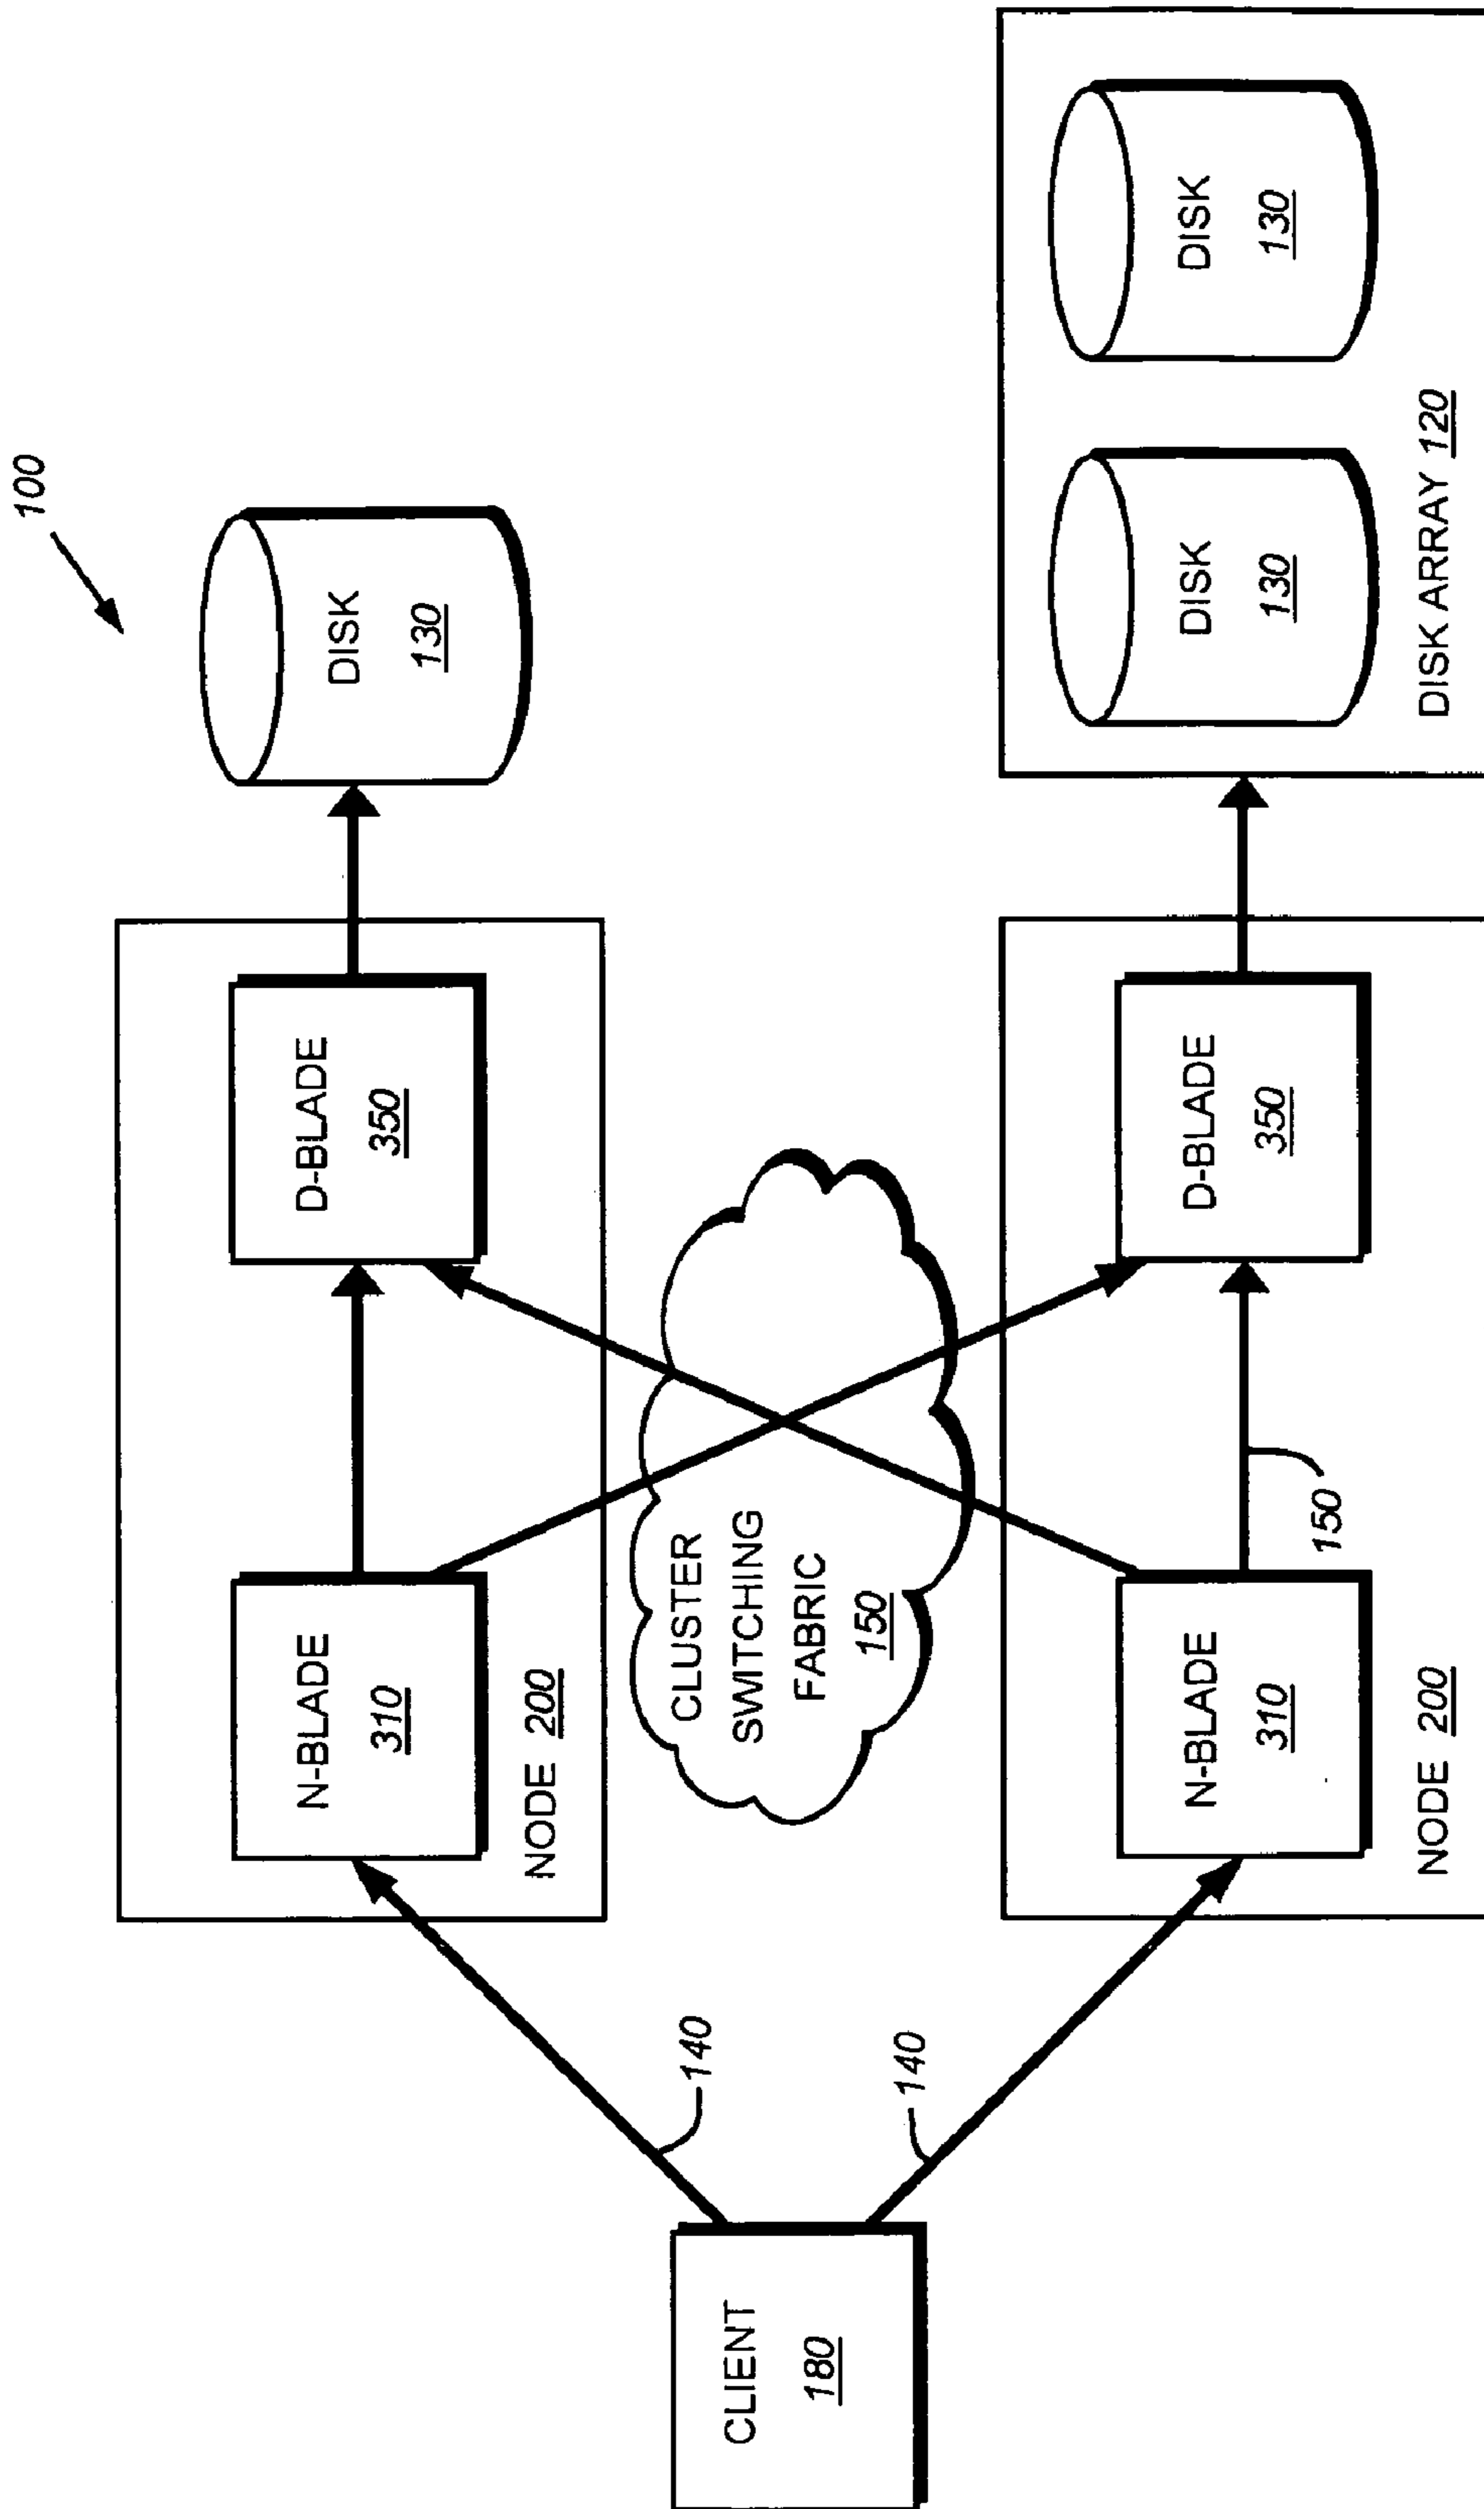 100
N-BLADE
310
D-BLADE
350
DISK
130
NODE 200
140
CLIENT
180
CLUSTER
SWITCHING
FABRIC
150
140
N-BLADE
310
D-BLADE
350
DISK
130
DISK
130
150
NODE 200
DISK ARRAY 120